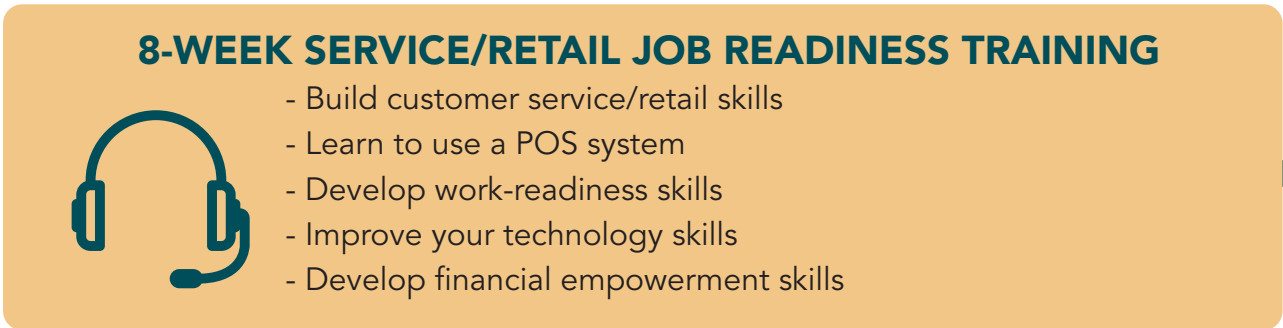 8-WEEK SERVICE/RETAIL JOB READINESS TRAINING
- Build customer service/retail skills
- Learn to use a POS system
- Develop work-readiness skills
- Improve your technology skills
- Develop financial empowerment skills